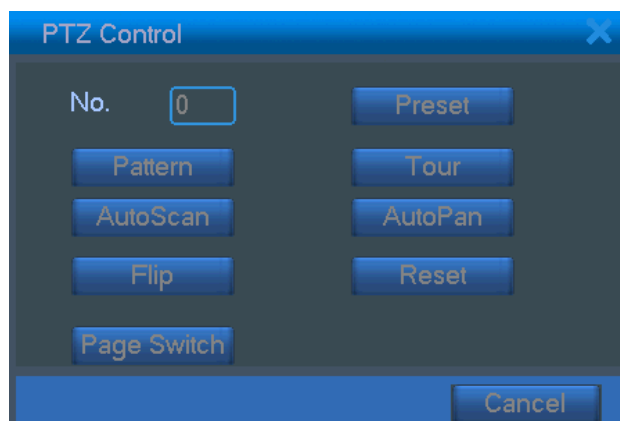 PTZ Control
No. 0 Preset
Pattern Tour
AutoScan AutoPan
Flip Reset
Page Switch
Cancel